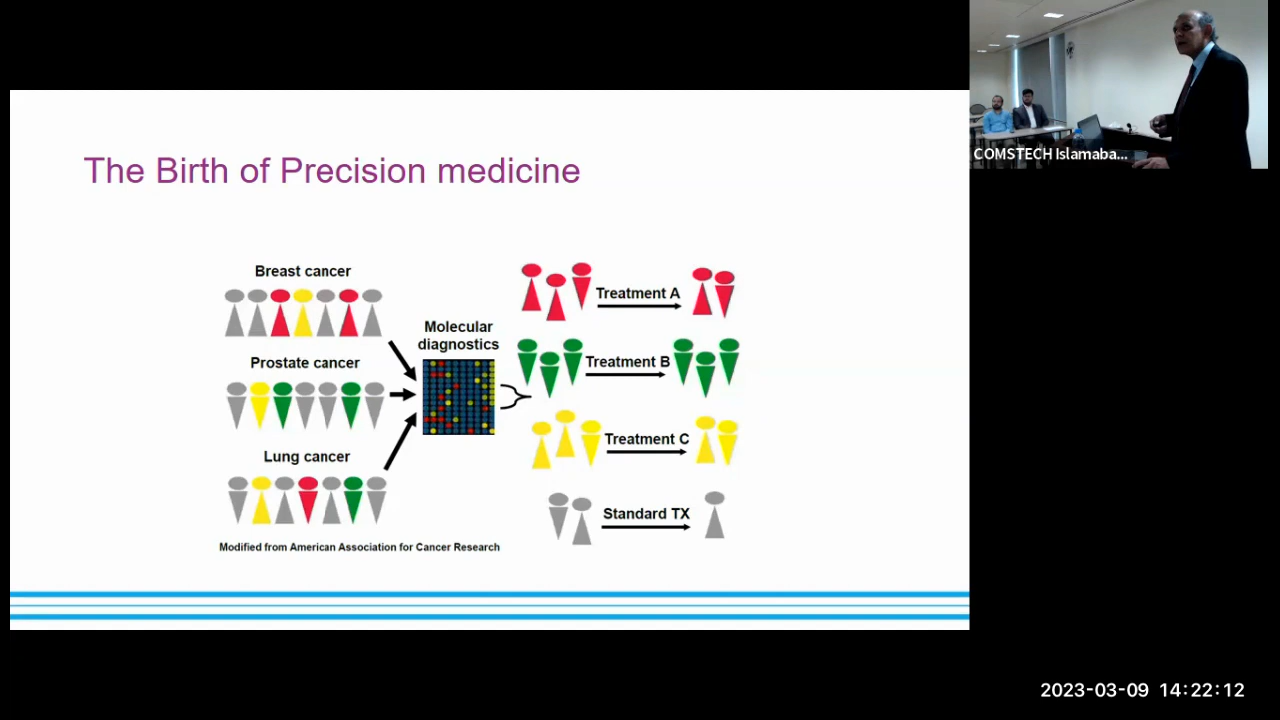 COMSTECH Islamaba...
The Birth of Precision medicine
Breast cancer
Prostate cancer
Lung cancer
Molecular
diagnostics
Treatment A
Treatment B
Treatment C
Standard TX
Modified from American Association for Cancer Research
2023-03-09 14:22:12